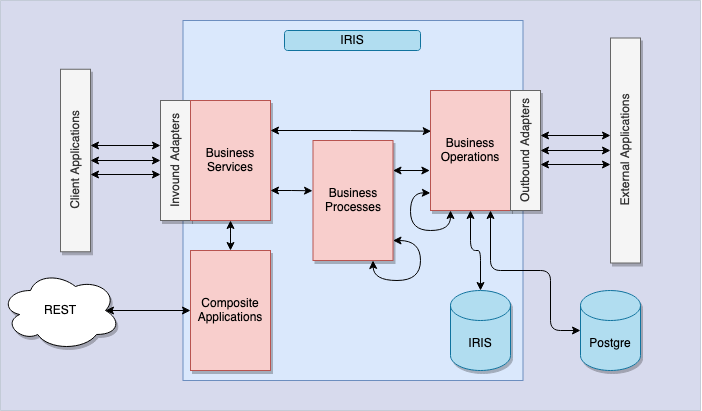 IRIS
Client Applications
Invound Adapters
Business
Services
Business
Processes
Business
Operations
Outbound Adapters
External Applications
REST
Composite
Applications
IRIS
Postgre